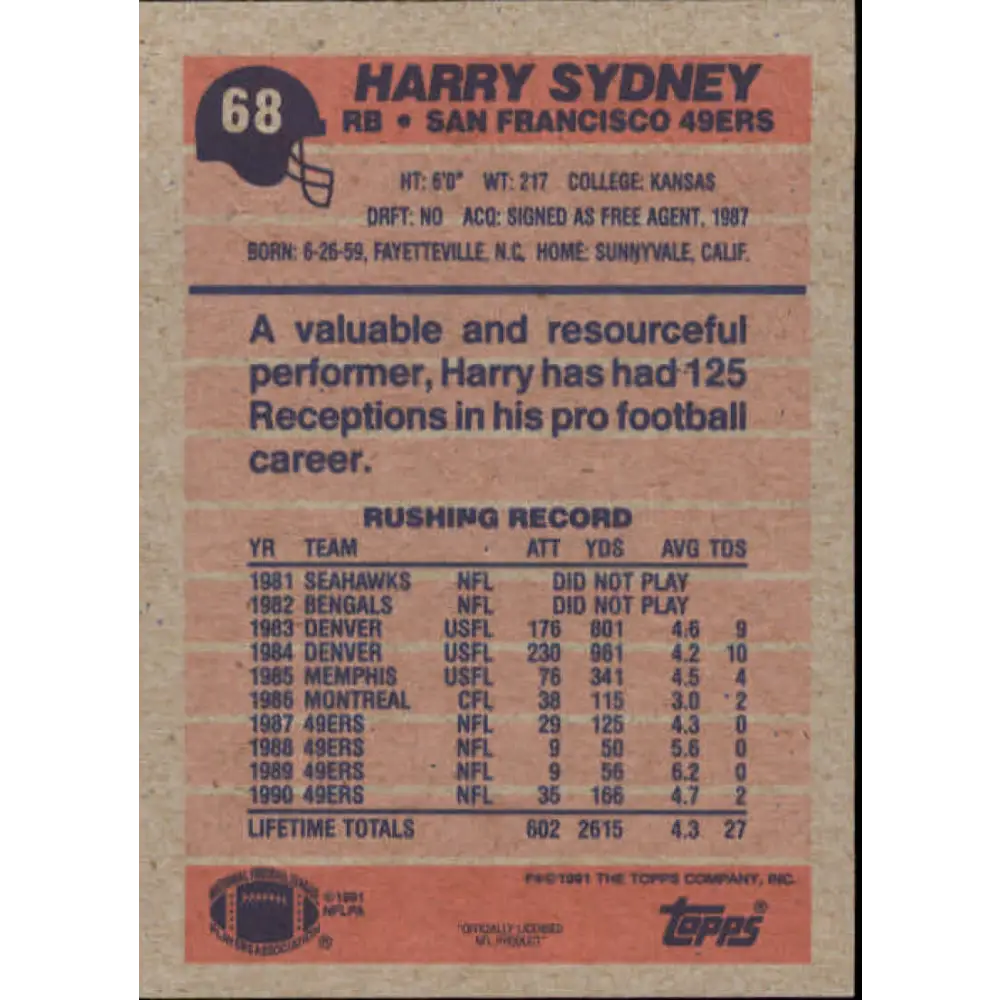 68
HARRY SYDNEY
RB • SAN FRANCISCO 49ERS
HT: 6'0" WT: 217 COLLEGE: KANSAS
DRFT: NO ACQ: SIGNED AS FREE AGENT, 1987
BORN: 6-26-59, FAYETTEVILLE, N.C. HOME: SUNNYVALE, CALIF.
A valuable and resourceful
performer, Harry has had 125
Receptions in his pro football
career.
RUSHING RECORD
YR TEAM ATT YDS AVG TDS
1981 SEAHAWKS NFL DID NOT PLAY
1982 BENGALS NFL DID NOT PLAY
1983 DENVER USFL 176 801 4.6 9
1984 DENVER USFL 230 961 4.2 10
1985 MEMPHIS USFL 76 341 4.5 4
1986 MONTREAL CFL 38 115 3.0 2
1987 49ERS NFL 29 125 4.3 0
1988 49ERS NFL 9 50 5.6 0
1989 49ERS NFL 9 56 6.2 0
1990 49ERS NFL 35 166 4.7 2
LIFETIME TOTALS 602 2615 4.3 27
NATIONAL FOOTBALL LEAGUE
PLAYERS ASSOCIATION ®
©1991
NFLPA
©1991 THE TOPPS COMPANY, INC.
"OFFICIALLY LICENSED
NFL PRODUCT"
TOPPS®